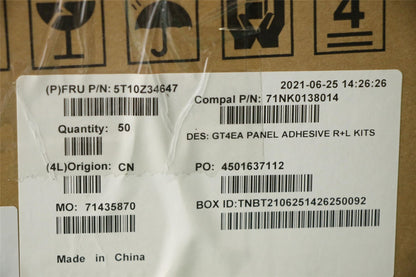 4
(P)FRU P/N: 5T10Z34647
2021-06-25 14:26:26
Compal P/N: 71NK0138014
Quantity: 50
DES: GT4EA PANEL ADHESIVE R+L KITS
(4L)Origion: CN
PO: 4501637112
MO: 71435870
BOX ID:TNBT2106251426250092
Made in China